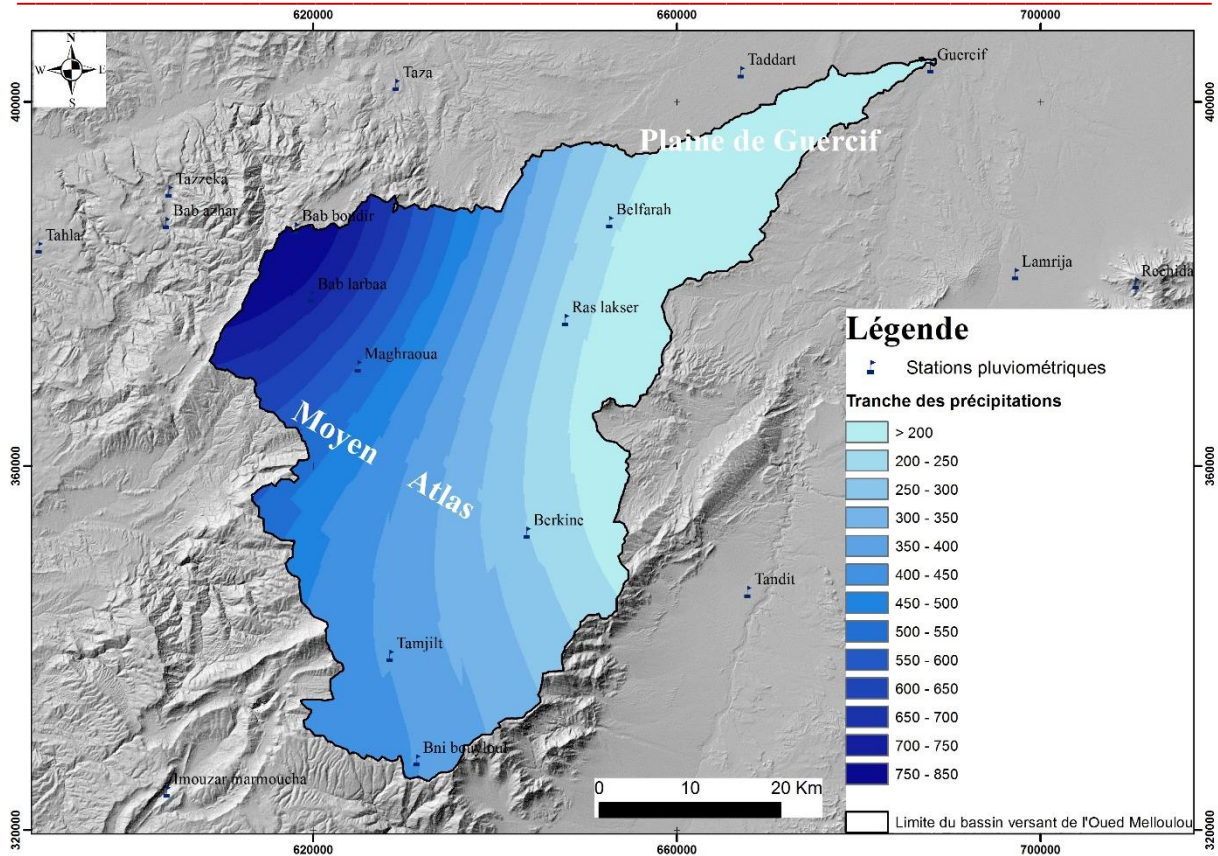 620000 660000 700000
N
W E
S
Taza
Taddart
Guercif
400000 400000
Plaine de Guercif
Tazzeka
Bab azhar
Bab boudir
Belfarah
Tahla
Lamrija
Rechida
Bab larbaa
Ras lakser
Maghraoua
Moyen Atlas
Légende
Stations pluviométriques
Tranche des précipitations
> 200
200 - 250
250 - 300
300 - 350
350 - 400
400 - 450
450 - 500
500 - 550
550 - 600
600 - 650
650 - 700
700 - 750
750 - 850
Limite du bassin versant de l'Oued Melloulou
360000 360000
Berkine
Tandit
Tamjilt
Imouzar marmoucha
0 10 20 Km
320000 320000
620000 660000 700000